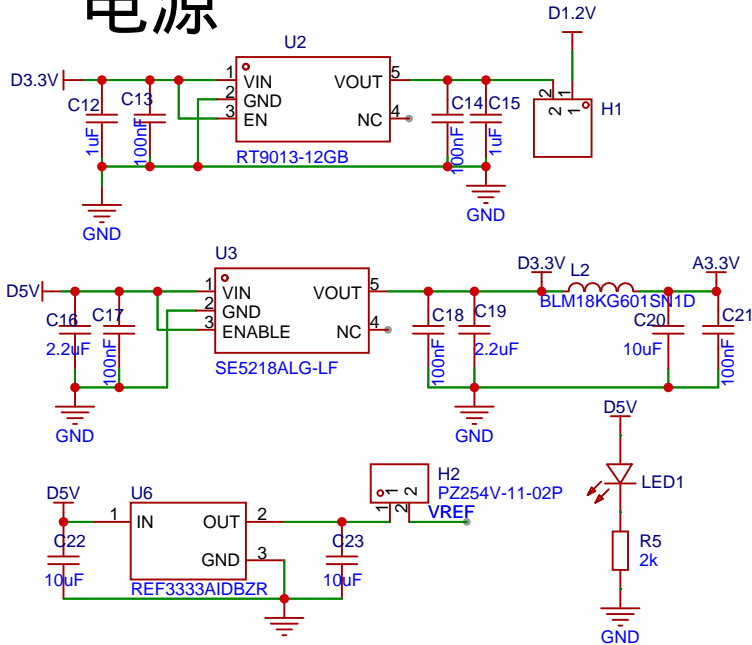 电源
D1.2V
U2
D3.3V
1
VIN
VOUT
5
2
GND
3
EN
NC
4
C12
1uF
C13
100nF
RT9013-12GB
C14
100nF
C15
1uF
2
1
2
1
H1
GND
GND
U3
D5V
1
VIN
VOUT
5
2
GND
3
ENABLE
NC
4
C16
2.2uF
C17
100nF
SE5218ALG-LF
C18
100nF
C19
2.2uF
D3.3V
L2
BLM18KG601SN1D
A3.3V
C20
10uF
C21
100nF
GND
GND
D5V
U6
1
IN
OUT
2
GND
3
C22
10uF
REF3333AIDBZR
C23
10uF
H2
PZ254V-11-02P
1
2
1
2
VREF
D5V
LED1
R5
2k
GND